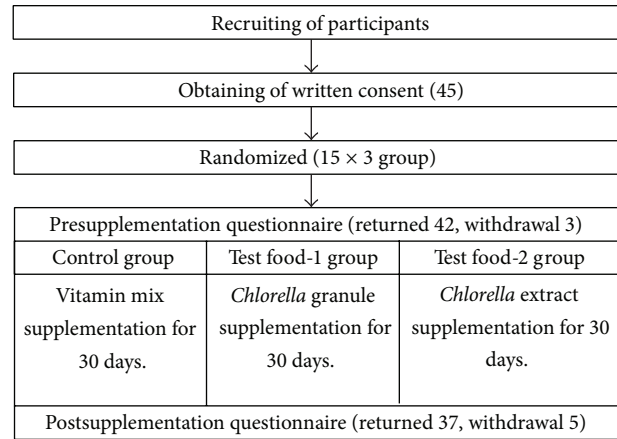 Recruiting of participants
Obtaining of written consent (45)
Randomized (15 × 3 group)
Presupplementation questionnaire (returned 42, withdrawal 3)
Control group
Vitamin mix
supplementation for
30 days.
Test food-1 group
Chlorella granule
supplementation for
30 days.
Test food-2 group
Chlorella extract
supplementation for 30
days.
Postsupplementation questionnaire (returned 37, withdrawal 5)